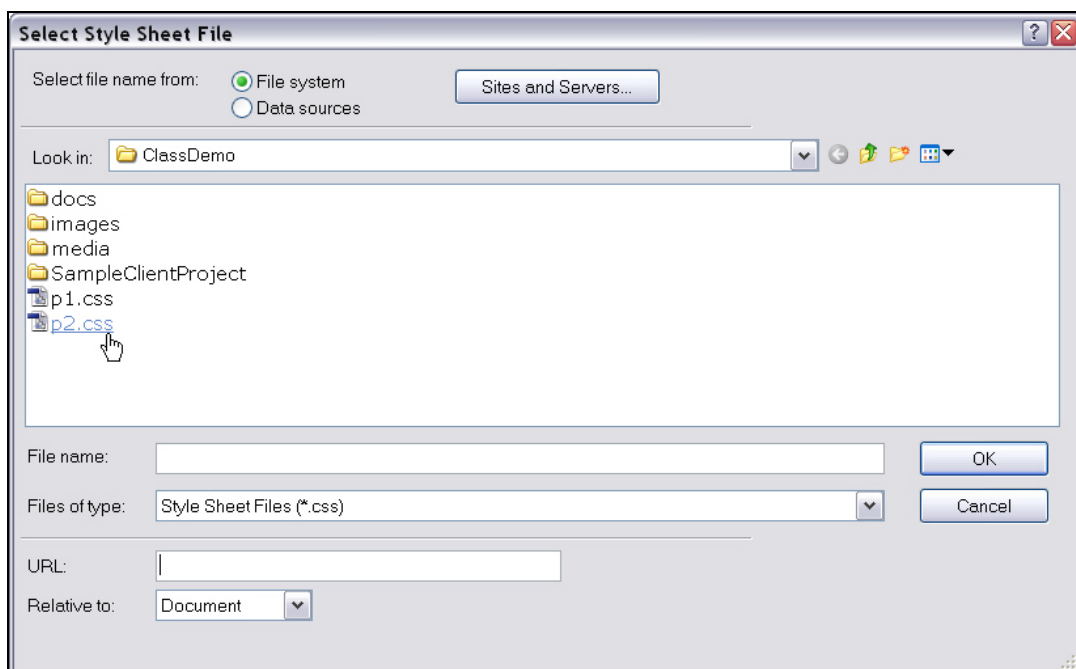 Select Style Sheet File
Select file name from:
File system
Sites and Servers...
Data sources
Look in:
ClassDemo
docs
images
media
SampleClientProject
p1.css
p2.css
File name:
OK
Files of type:
Style Sheet Files (*.css)
Cancel
URL:
Relative to:
Document